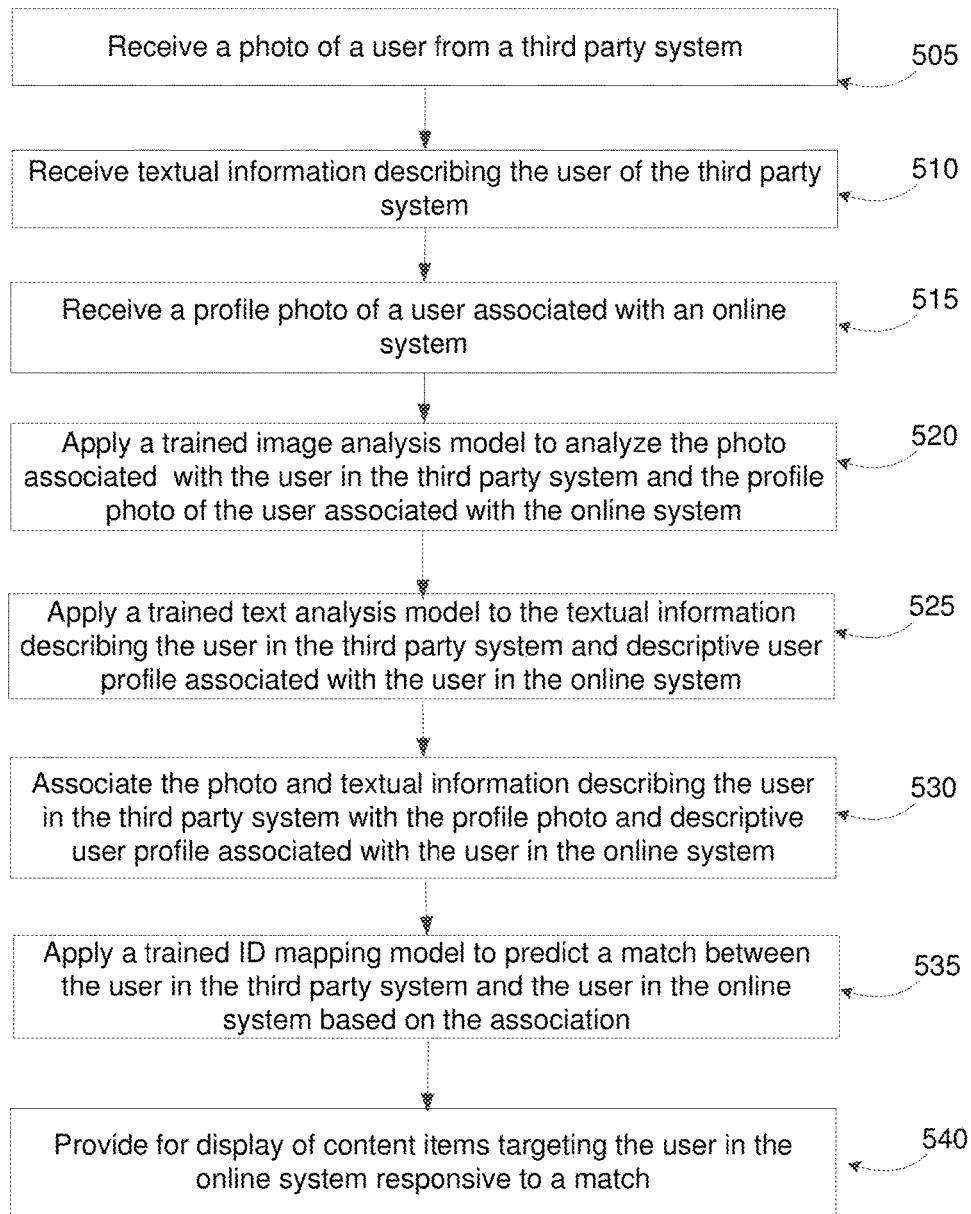 Receive a photo of a user from a third party system
505
Receive textual information describing the user of the third party
system
510
Receive a profile photo of a user associated with an online
system
515
Apply a trained image analysis model to analyze the photo
associated with the user in the third party system and the profile
photo of the user associated with the online system
520
Apply a trained text analysis model to the textual information
describing the user in the third party system and descriptive user
profile associated with the user in the online system
525
Associate the photo and textual information describing the user
in the third party system with the profile photo and descriptive
user profile associated with the user in the online system
530
Apply a trained ID mapping model to predict a match between
the user in the third party system and the user in the online
system based on the association
535
Provide for display of content items targeting the user in the
online system responsive to a match
540